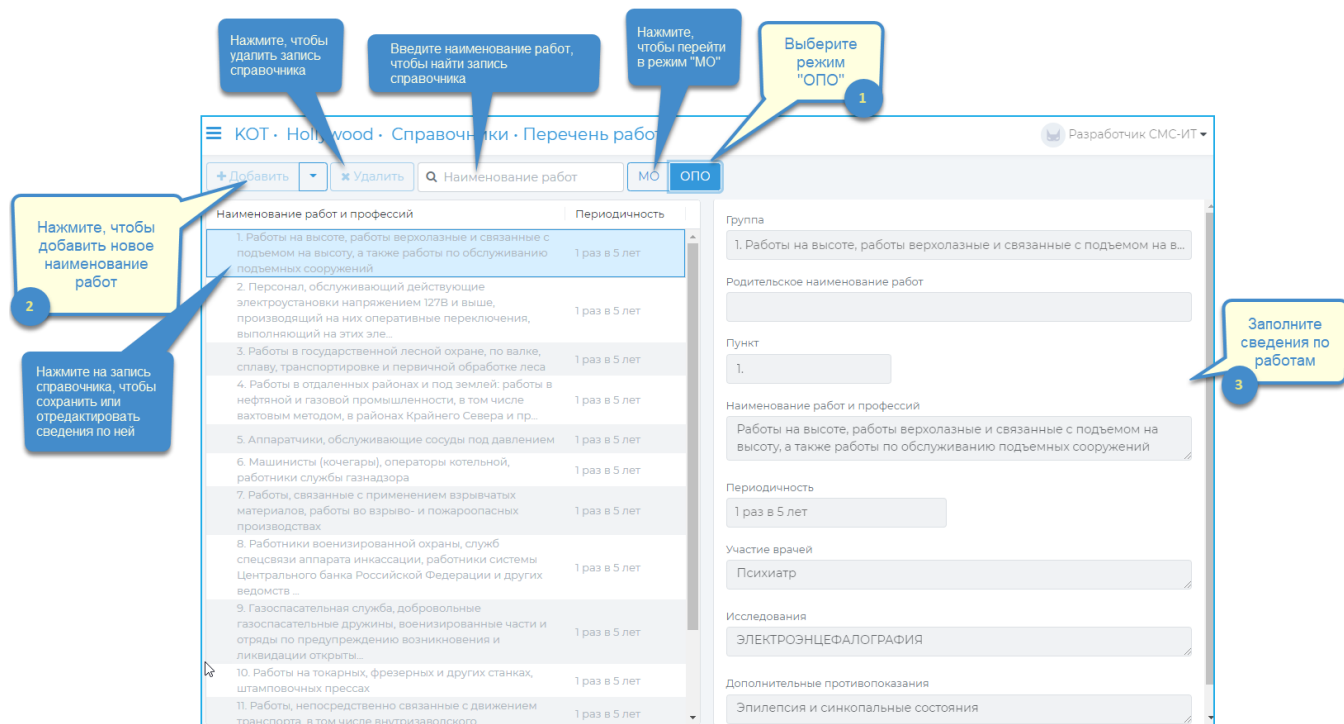 Нажмите, чтобы
удалить запись
справочника
Введите наименование работ,
чтобы найти запись
справочника
Нажмите,
чтобы перейти
в режим "МО"
Выберите
режим
"ОПО"
1
КОТ · Hollywood · Справочники · Перечень работ
Разработчик СМС-ИТ
Добавить
Удалить
Наименование работ
МО
ОПО
Нажмите, чтобы
добавить новое
наименование
работ
2
Нажмите на запись
справочника, чтобы
сохранить или
отредактировать
сведения по ней
Наименование работ и профессий
Периодичность
1. Работы на высоте, работы верхолазные и связанные с
подъемом на высоту, а также работы по обслуживанию
подъемных сооружений
1 раз в 5 лет
2. Персонал, обслуживающий действующие
электроустановки напряжением 127В и выше,
производящий на них оперативные переключения,
выполняющий на этих эле...
1 раз в 5 лет
3. Работы в государственной лесной охране, по валке,
сплаву, транспортировке и первичной обработке леса
1 раз в 5 лет
4. Работы в отдаленных районах и под землей: работы в
нефтяной и газовой промышленности, в том числе
вахтовым методом, в районах Крайнего Севера и пр...
1 раз в 5 лет
5. Аппаратчики, обслуживающие сосуды под давлением
1 раз в 5 лет
6. Машинисты (кочегары), операторы котельной,
работники службы газнадзора
1 раз в 5 лет
7. Работы, связанные с применением взрывчатых
материалов, работы во взрыво- и пожароопасных
производствах
1 раз в 5 лет
8. Работники военизированной охраны, служб
спецсвязи аппарата инкассации, работники системы
Центрального банка Российской Федерации и других
ведомств ...
1 раз в 5 лет
9. Газоспасательная служба, добровольные
газоспасательные дружины, военизированные части и
отряды по предупреждению возникновения и
ликвидации открыты...
1 раз в 5 лет
10. Работы на токарных, фрезерных и других станках,
штамповочных прессах
1 раз в 5 лет
11. Работы, непосредственно связанные с движением
транспорта, в том числе внутризаводского
1 раз в 5 лет
Группа
1. Работы на высоте, работы верхолазные и связанные с подъемом на в...
Родительское наименование работ
Пункт
1.
Наименование работ и профессий
Работы на высоте, работы верхолазные и связанные с подъемом на
высоту, а также работы по обслуживанию подъемных сооружений
Периодичность
1 раз в 5 лет
Участие врачей
Психиатр
Исследования
ЭЛЕКТРОЭНЦЕФАЛОГРАФИЯ
Дополнительные противопоказания
Эпилепсия и синкопальные состояния
Заполните
сведения по
работам
3